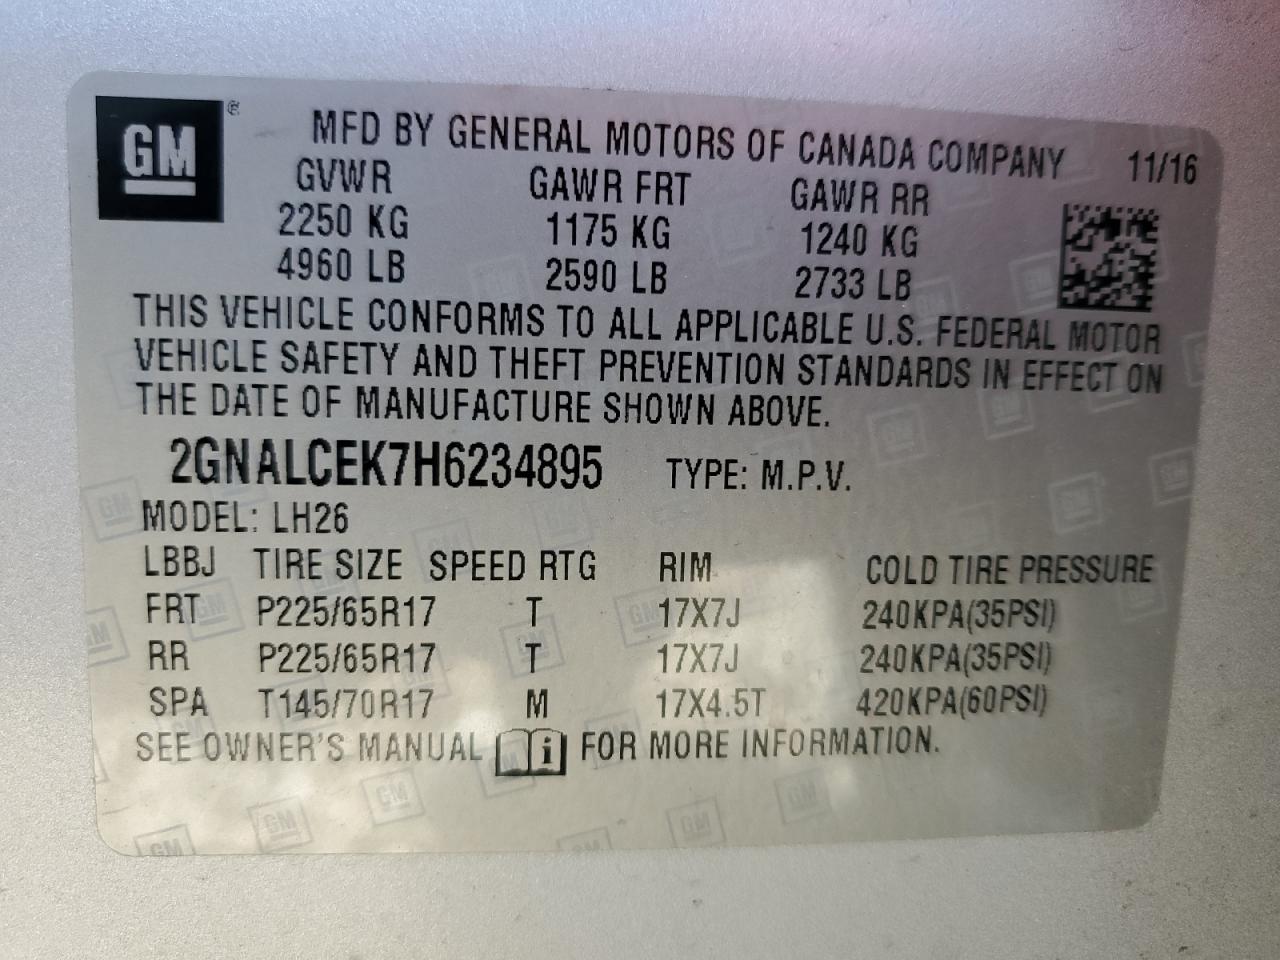 GM ®
MFD BY GENERAL MOTORS OF CANADA COMPANY 11/16
GVWR GAWR FRT GAWR RR
2250 KG 1175 KG 1240 KG
4960 LB 2590 LB 2733 LB
THIS VEHICLE CONFORMS TO ALL APPLICABLE U.S. FEDERAL MOTOR
VEHICLE SAFETY AND THEFT PREVENTION STANDARDS IN EFFECT ON
THE DATE OF MANUFACTURE SHOWN ABOVE.
2GNALCEK7H6234895 TYPE: M.P.V.
MODEL: LH26
LBBJ TIRE SIZE SPEED RTG RIM COLD TIRE PRESSURE
FRT P225/65R17 T 17X7J 240KPA(35PSI)
RR P225/65R17 T 17X7J 240KPA(35PSI)
SPA T145/70R17 M 17X4.5T 420KPA(60PSI)
SEE OWNER'S MANUAL i FOR MORE INFORMATION.